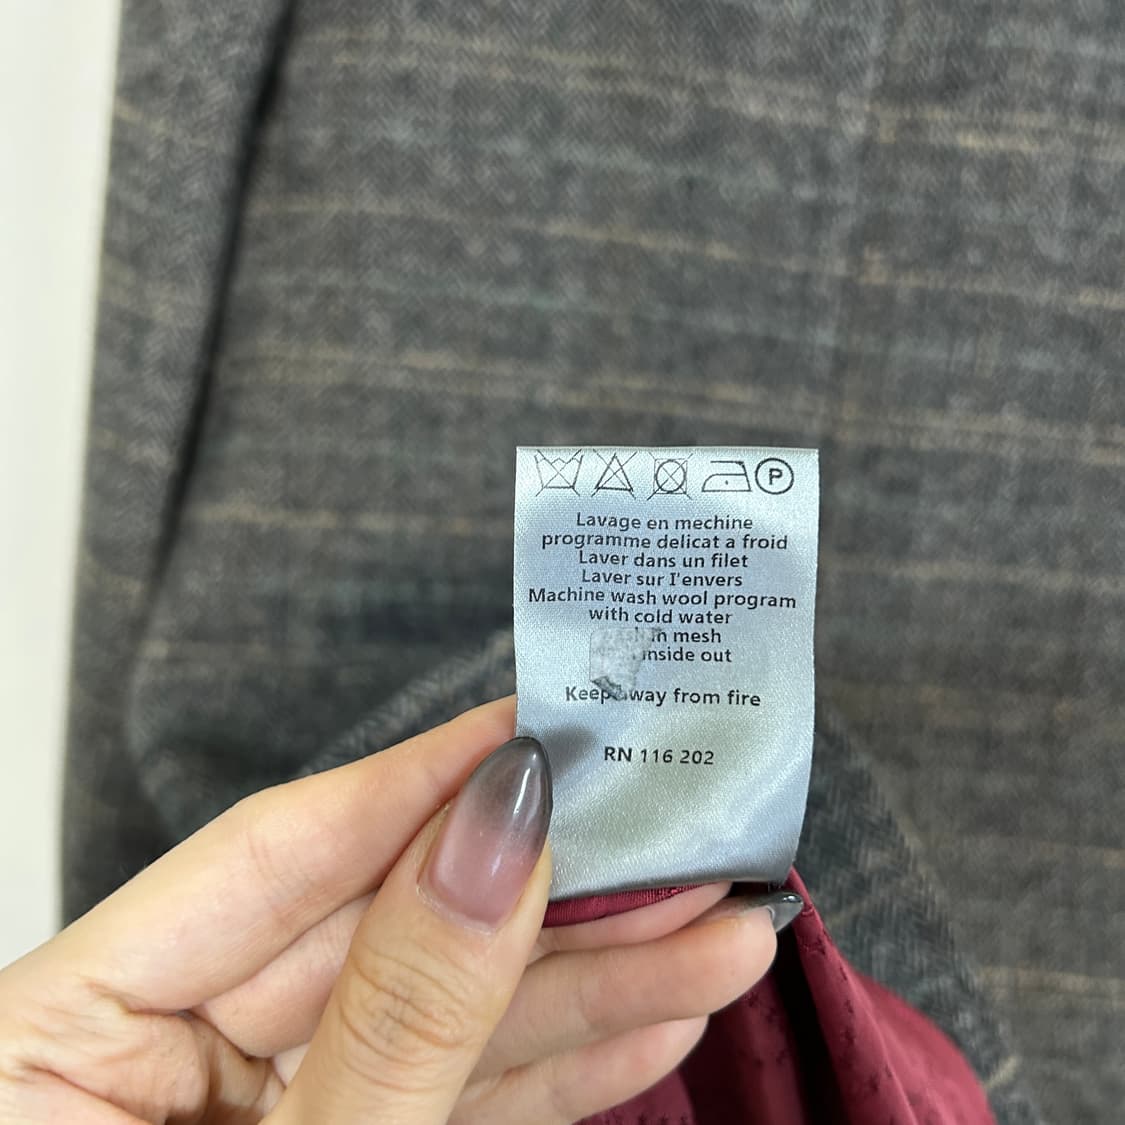 P
Lavage en mechine
programme delicat a froid
Laver dans un filet
Laver sur I'envers
Machine wash wool program
with cold water
in mesh
inside out
Keep away from fire
RN 116 202